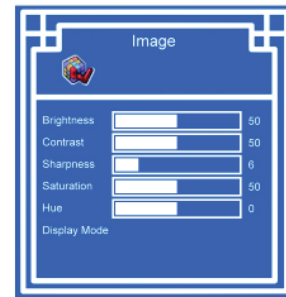 Image
Brightness 50
Contrast 50
Sharpness 6
Saturation 50
Hue 0
Display Mode